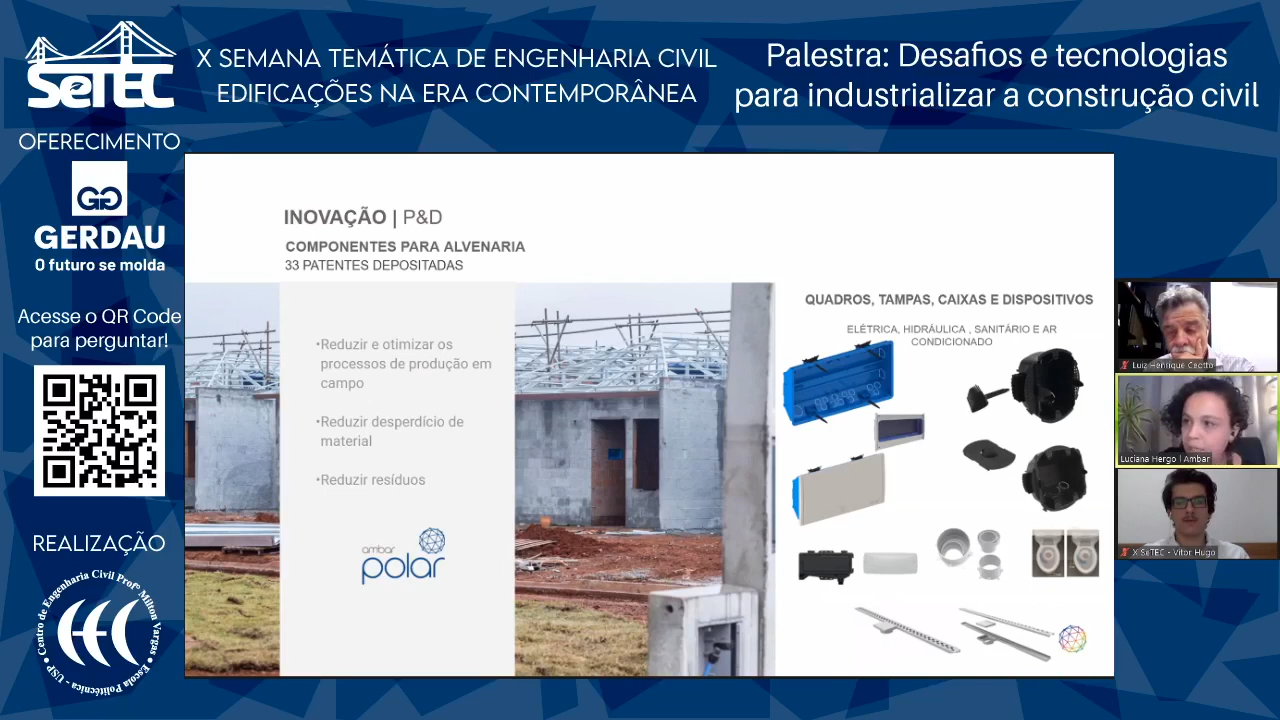 SeTEC
OFERECIMENTO
GERDAU
O futuro se molda
Acesse o QR Code
para perguntar!
REALIZAÇÃO
Centro de Engenharia Civil Profº Milton Vargas • Escola Politécnica • USP -
X SEMANA TEMÁTICA DE ENGENHARIA CIVIL
EDIFICAÇÕES NA ERA CONTEMPORÂNEA
Palestra: Desafios e tecnologias
para industrializar a construção civil
INOVAÇÃO | P&D
COMPONENTES PARA ALVENARIA
33 PATENTES DEPOSITADAS
•Reduzir e otimizar os
processos de produção em
campo
•Reduzir desperdício de
material
•Reduzir resíduos
ambar
polar
QUADROS, TAMPAS, CAIXAS E DISPOSITIVOS
ELÉTRICA, HIDRÁULICA , SANITÁRIO E AR
CONDICIONADO
Luiz Henrique Ceotto
Luciana Hergo | Ambar
X SeTEC - Vitor Hugo